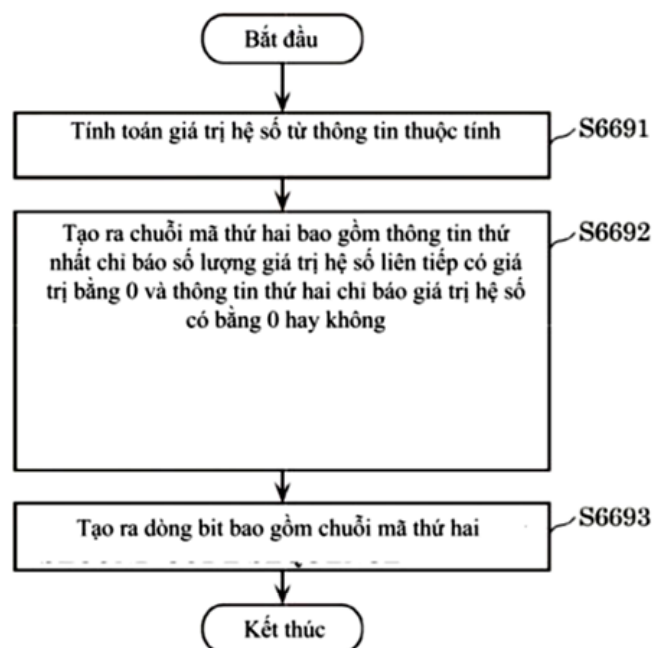 Bắt đầu
Tính toán giá trị hệ số từ thông tin thuộc tính
S6691
Tạo ra chuỗi mã thứ hai bao gồm thông tin thứ
nhất chỉ báo số lượng giá trị hệ số liên tiếp có giá
trị bằng 0 và thông tin thứ hai chỉ báo giá trị hệ số
có bằng 0 hay không
S6692
Tạo ra dòng bit bao gồm chuỗi mã thứ hai
S6693
Kết thúc